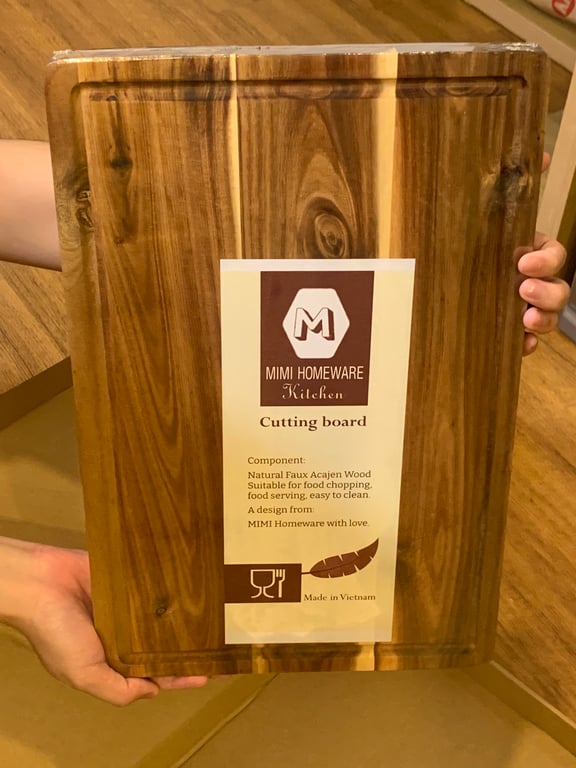 M
MIMI HOMEWARE
Kitchen
Cutting board
Component:
Natural Faux Acajen Wood
Suitable for food chopping,
food serving, easy to clean.
A design from:
MIMI Homeware with love.
Made in Vietnam